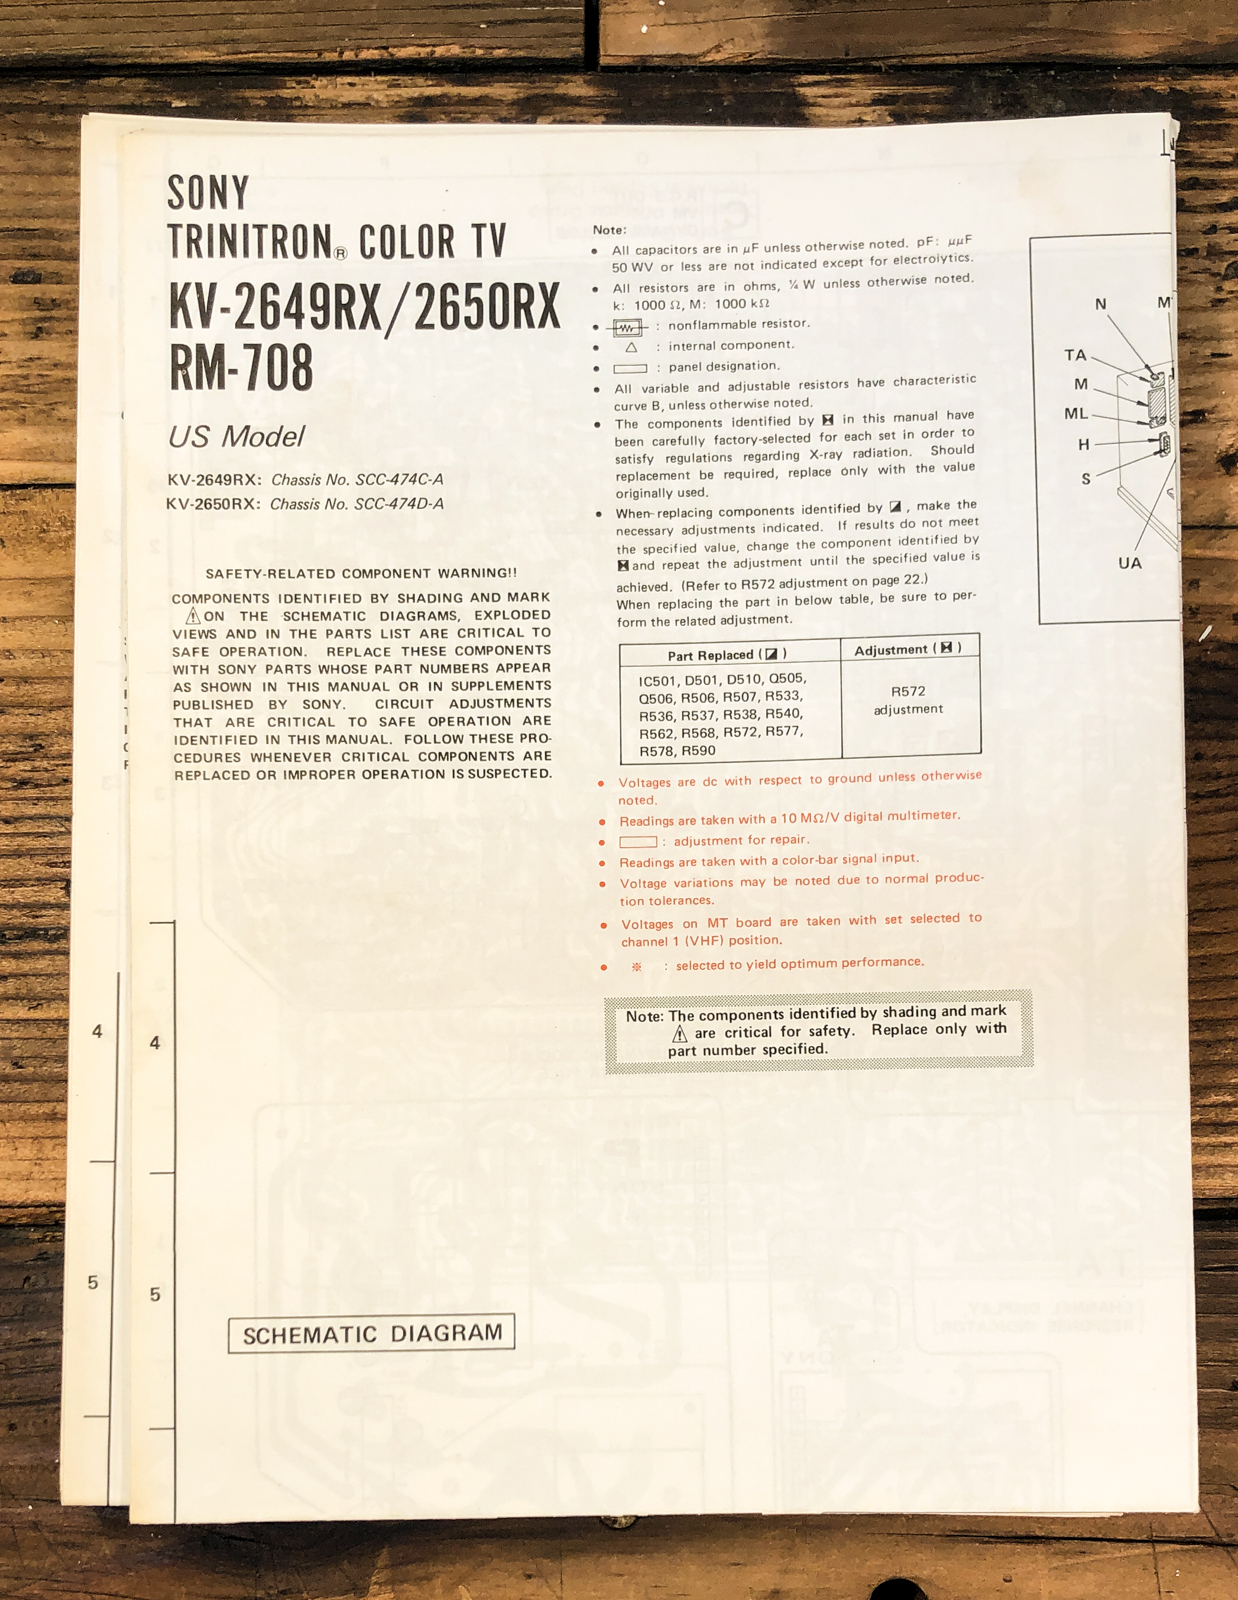 SONY
TRINITRON® COLOR TV
KV-2649RX/2650RX
RM-708
US Model
KV-2649RX: Chassis No. SCC-474C-A
KV-2650RX: Chassis No. SCC-474D-A
SAFETY-RELATED COMPONENT WARNING!!
COMPONENTS IDENTIFIED BY SHADING AND MARK
⚠ ON THE SCHEMATIC DIAGRAMS, EXPLODED
VIEWS AND IN THE PARTS LIST ARE CRITICAL TO
SAFE OPERATION. REPLACE THESE COMPONENTS
WITH SONY PARTS WHOSE PART NUMBERS APPEAR
AS SHOWN IN THIS MANUAL OR IN SUPPLEMENTS
PUBLISHED BY SONY. CIRCUIT ADJUSTMENTS
THAT ARE CRITICAL TO SAFE OPERATION ARE
IDENTIFIED IN THIS MANUAL. FOLLOW THESE PRO-
CEDURES WHENEVER CRITICAL COMPONENTS ARE
REPLACED OR IMPROPER OPERATION IS SUSPECTED.
4
4
5
5
SCHEMATIC DIAGRAM
Note:
• All capacitors are in μF unless otherwise noted. pF: μμF
50 WV or less are not indicated except for electrolytics.
• All resistors are in ohms, ¼ W unless otherwise noted.
k: 1000 Ω, M: 1000 kΩ
• : nonflammable resistor.
• △ : internal component.
• : panel designation.
• All variable and adjustable resistors have characteristic
curve B, unless otherwise noted.
• The components identified by in this manual have
been carefully factory-selected for each set in order to
satisfy regulations regarding X-ray radiation. Should
replacement be required, replace only with the value
originally used.
• When replacing components identified by , make the
necessary adjustments indicated. If results do not meet
the specified value, change the component identified by
and repeat the adjustment until the specified value is
achieved. (Refer to R572 adjustment on page 22.)
When replacing the part in below table, be sure to per-
form the related adjustment.
Part Replaced ( ) Adjustment ( )
IC501, D501, D510, Q505,
Q506, R506, R507, R533,
R536, R537, R538, R540,
R562, R568, R572, R577,
R578, R590
R572
adjustment
• Voltages are dc with respect to ground unless otherwise
noted.
• Readings are taken with a 10 MΩ/V digital multimeter.
• : adjustment for repair.
• Readings are taken with a color-bar signal input.
• Voltage variations may be noted due to normal produc-
tion tolerances.
• Voltages on MT board are taken with set selected to
channel 1 (VHF) position.
• ※ : selected to yield optimum performance.
Note: The components identified by shading and mark
⚠ are critical for safety. Replace only with
part number specified.
N
M
TA
M
ML
H
S
UA